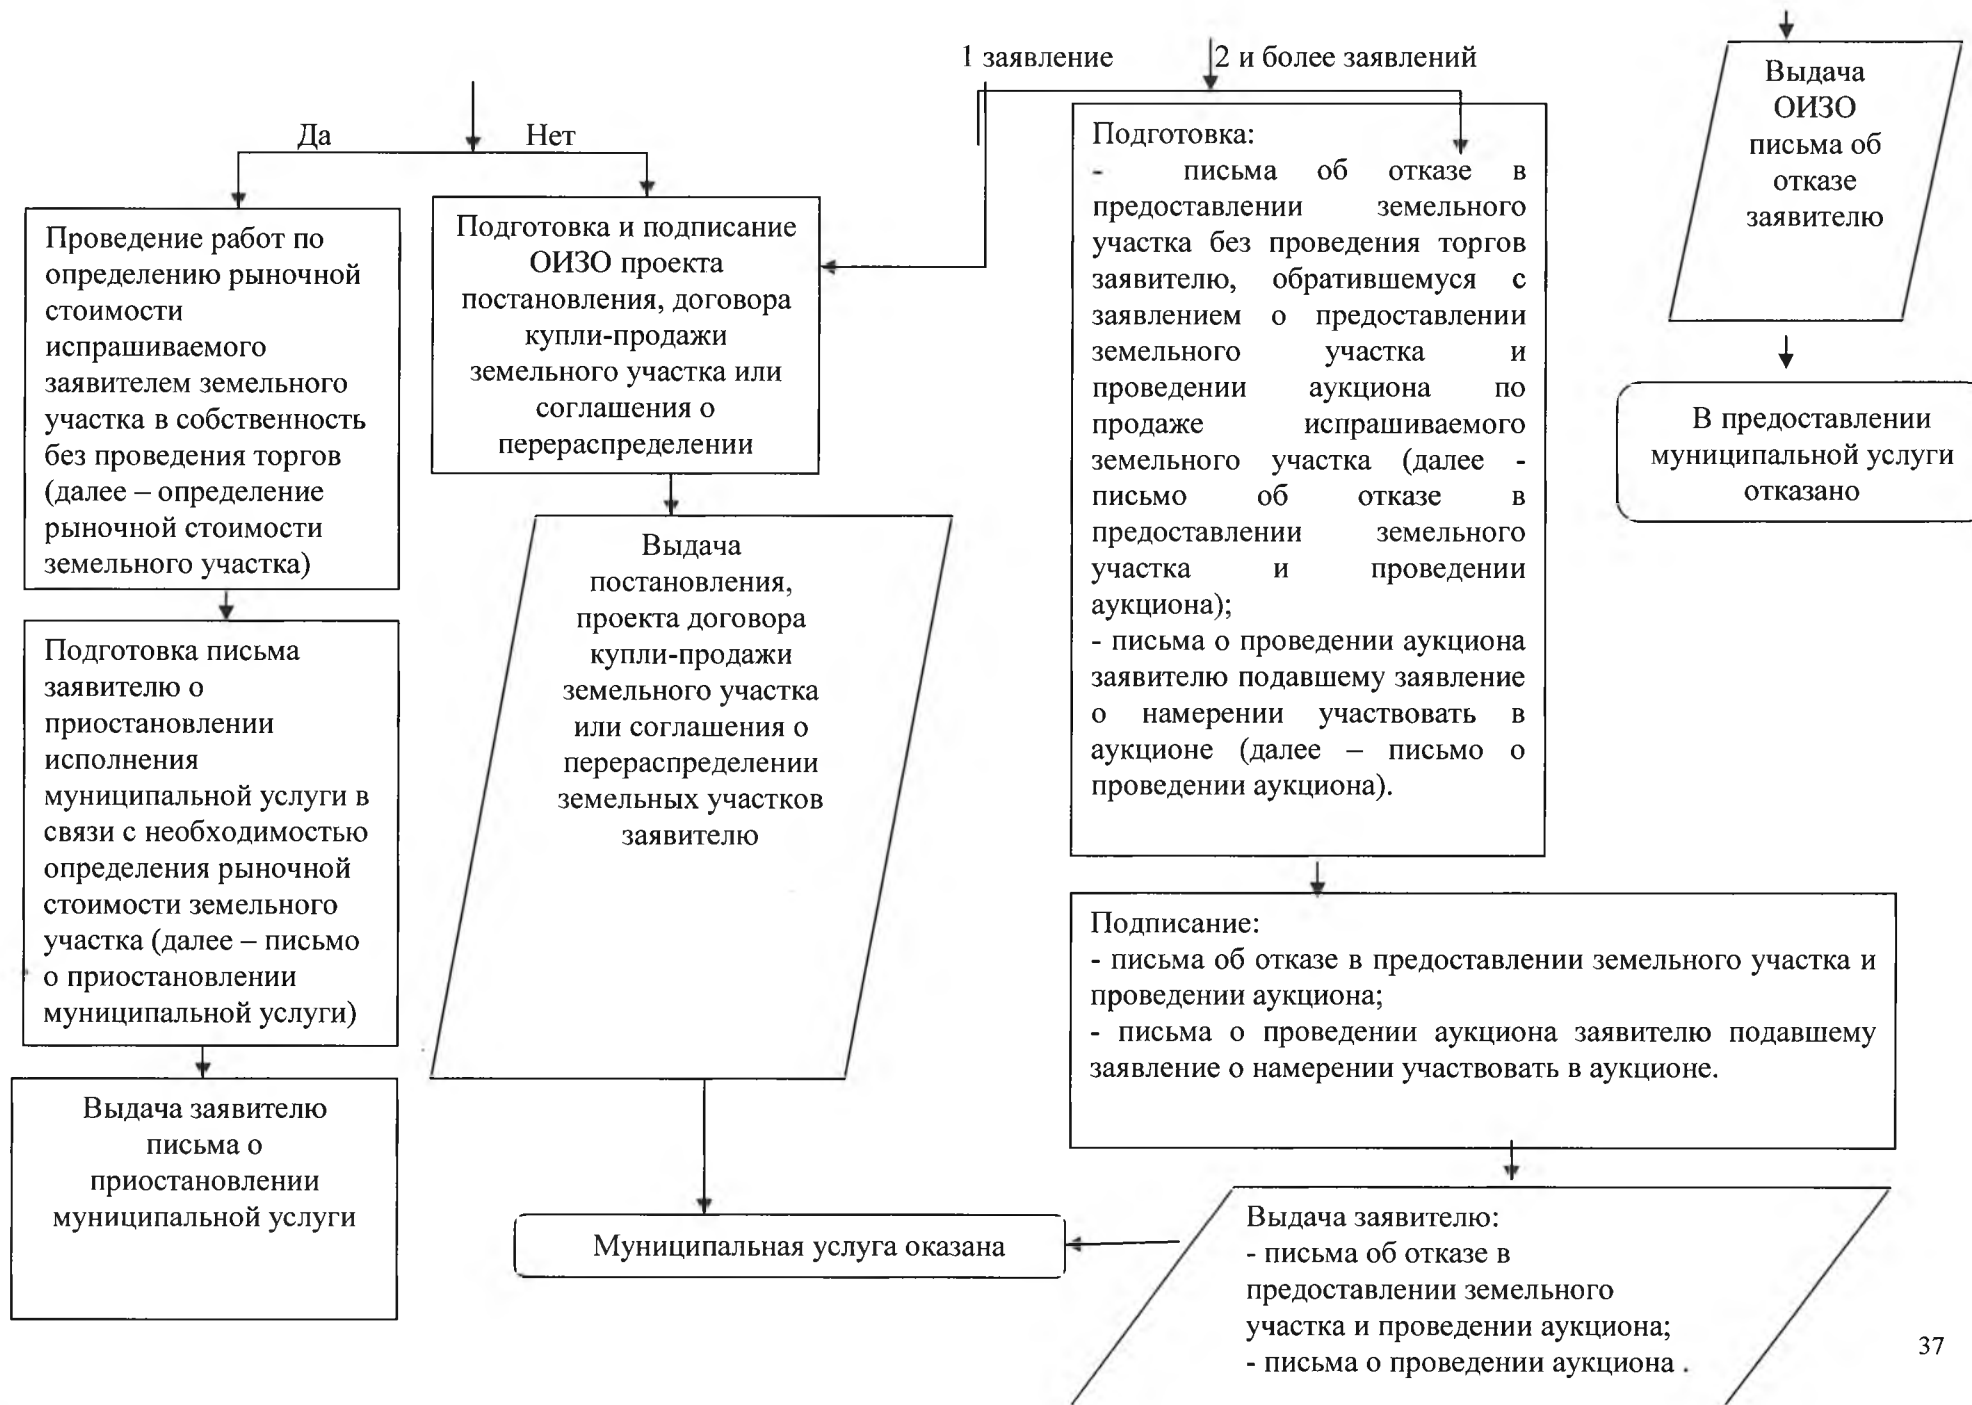 1 заявление
2 и более заявлений
Да
Нет
Проведение работ по
определению рыночной
стоимости
испрашиваемого
заявителем земельного
участка в собственность
без проведения торгов
(далее – определение
рыночной стоимости
земельного участка)
Подготовка письма
заявителю о
приостановлении
исполнения
муниципальной услуги в
связи с необходимостью
определения рыночной
стоимости земельного
участка (далее – письмо
о приостановлении
муниципальной услуги)
Выдача заявителю
письма о
приостановлении
муниципальной услуги
Подготовка и подписание
ОИЗО проекта
постановления, договора
купли-продажи
земельного участка или
соглашения о
перераспределении
Выдача
постановления,
проекта договора
купли-продажи
земельного участка
или соглашения о
перераспределении
земельных участков
заявителю
Муниципальная услуга оказана
Подготовка:
- письма об отказе в
предоставлении земельного
участка без проведения торгов
заявителю, обратившемуся с
заявлением о предоставлении
земельного участка и
проведении аукциона по
продаже испрашиваемого
земельного участка (далее -
письмо об отказе в
предоставлении земельного
участка и проведении
аукциона);
- письма о проведении аукциона
заявителю подавшему заявление
о намерении участвовать в
аукционе (далее – письмо о
проведении аукциона).
Подписание:
- письма об отказе в предоставлении земельного участка и
проведении аукциона;
- письма о проведении аукциона заявителю подавшему
заявление о намерении участвовать в аукционе.
Выдача заявителю:
- письма об отказе в
предоставлении земельного
участка и проведении аукциона;
- письма о проведении аукциона .
Выдача
ОИЗО
письма об
отказе
заявителю
В предоставлении
муниципальной услуги
отказано
37